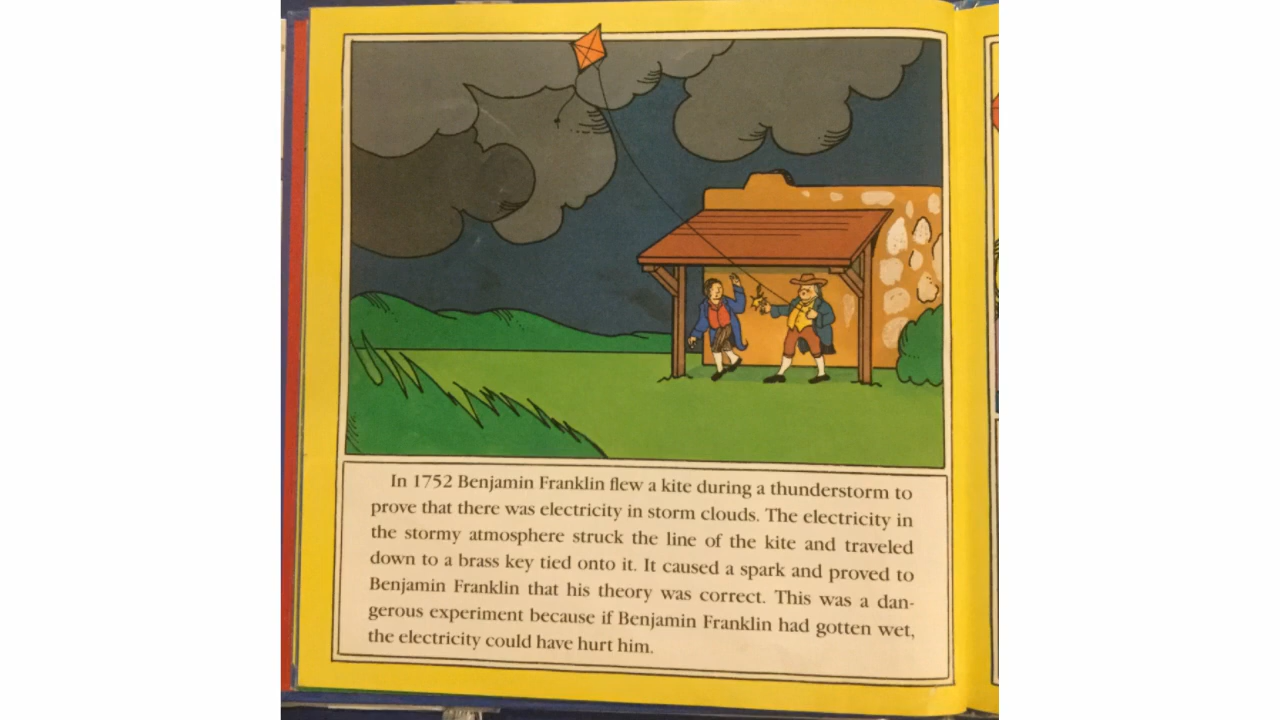 In 1752 Benjamin Franklin flew a kite during a thunderstorm to
prove that there was electricity in storm clouds. The electricity in
the stormy atmosphere struck the line of the kite and traveled
down to a brass key tied onto it. It caused a spark and proved to
Benjamin Franklin that his theory was correct. This was a dan-
gerous experiment because if Benjamin Franklin had gotten wet,
the electricity could have hurt him.